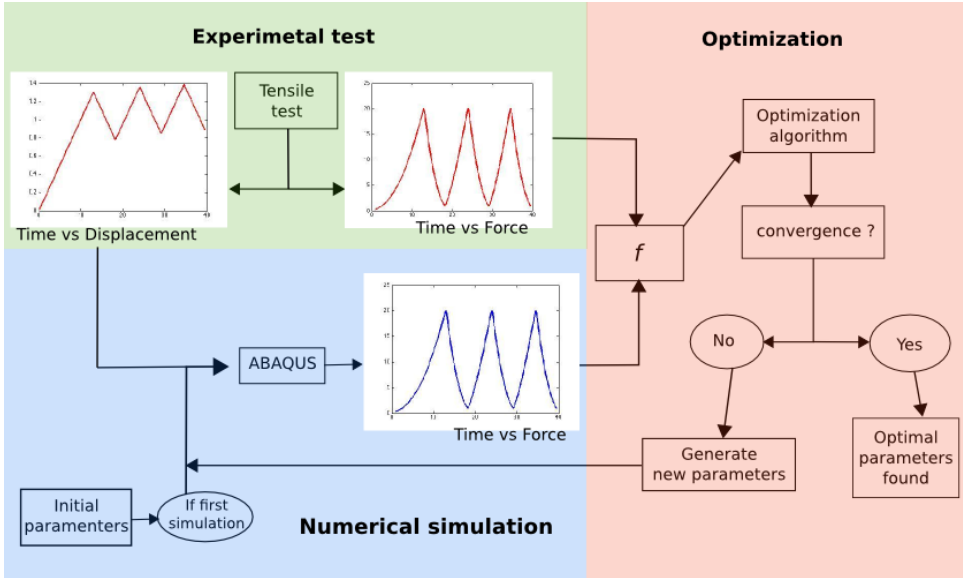 Experimetal test
Optimization
Tensile
test
Time vs Displacement
Time vs Force
Optimization
algorithm
f
convergence ?
No
Yes
ABAQUS
Time vs Force
Generate
new parameters
Optimal
parameters
found
Initial
paramenters
If first
simulation
Numerical simulation